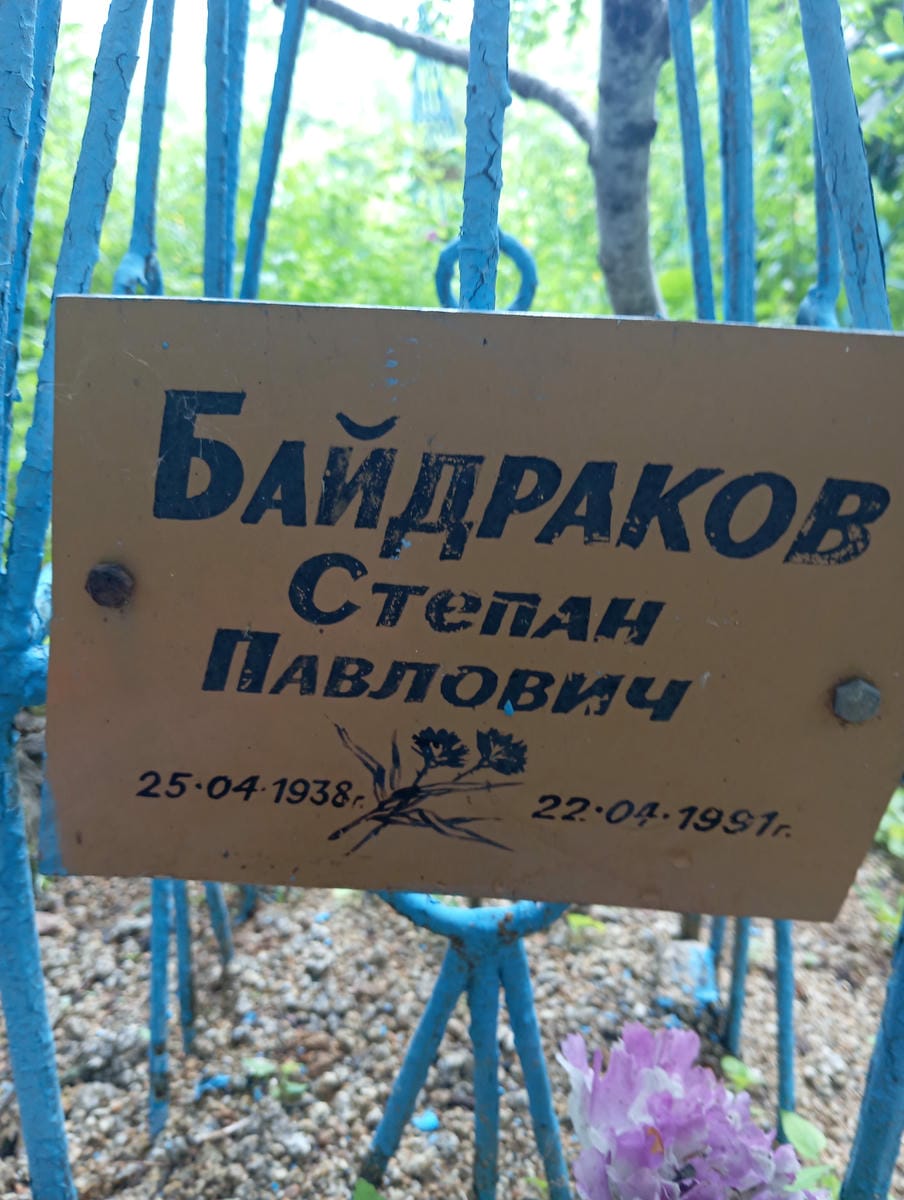 Байдраков
Степан
Павлович
25·04·1938г. 22·04·1991г.